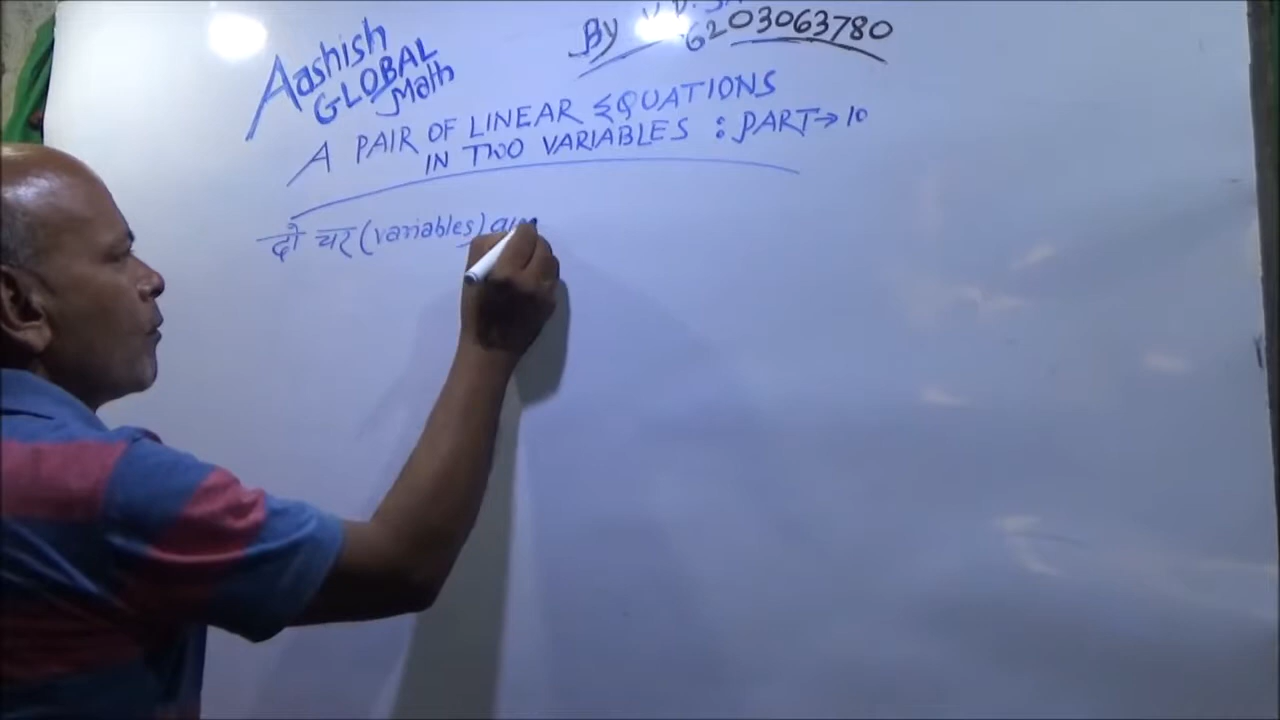 Aashish
GLOBAL
Math
By
6203063780
A PAIR OF LINEAR EQUATIONS
IN TWO VARIABLES : PART→10
दो चर (variables)